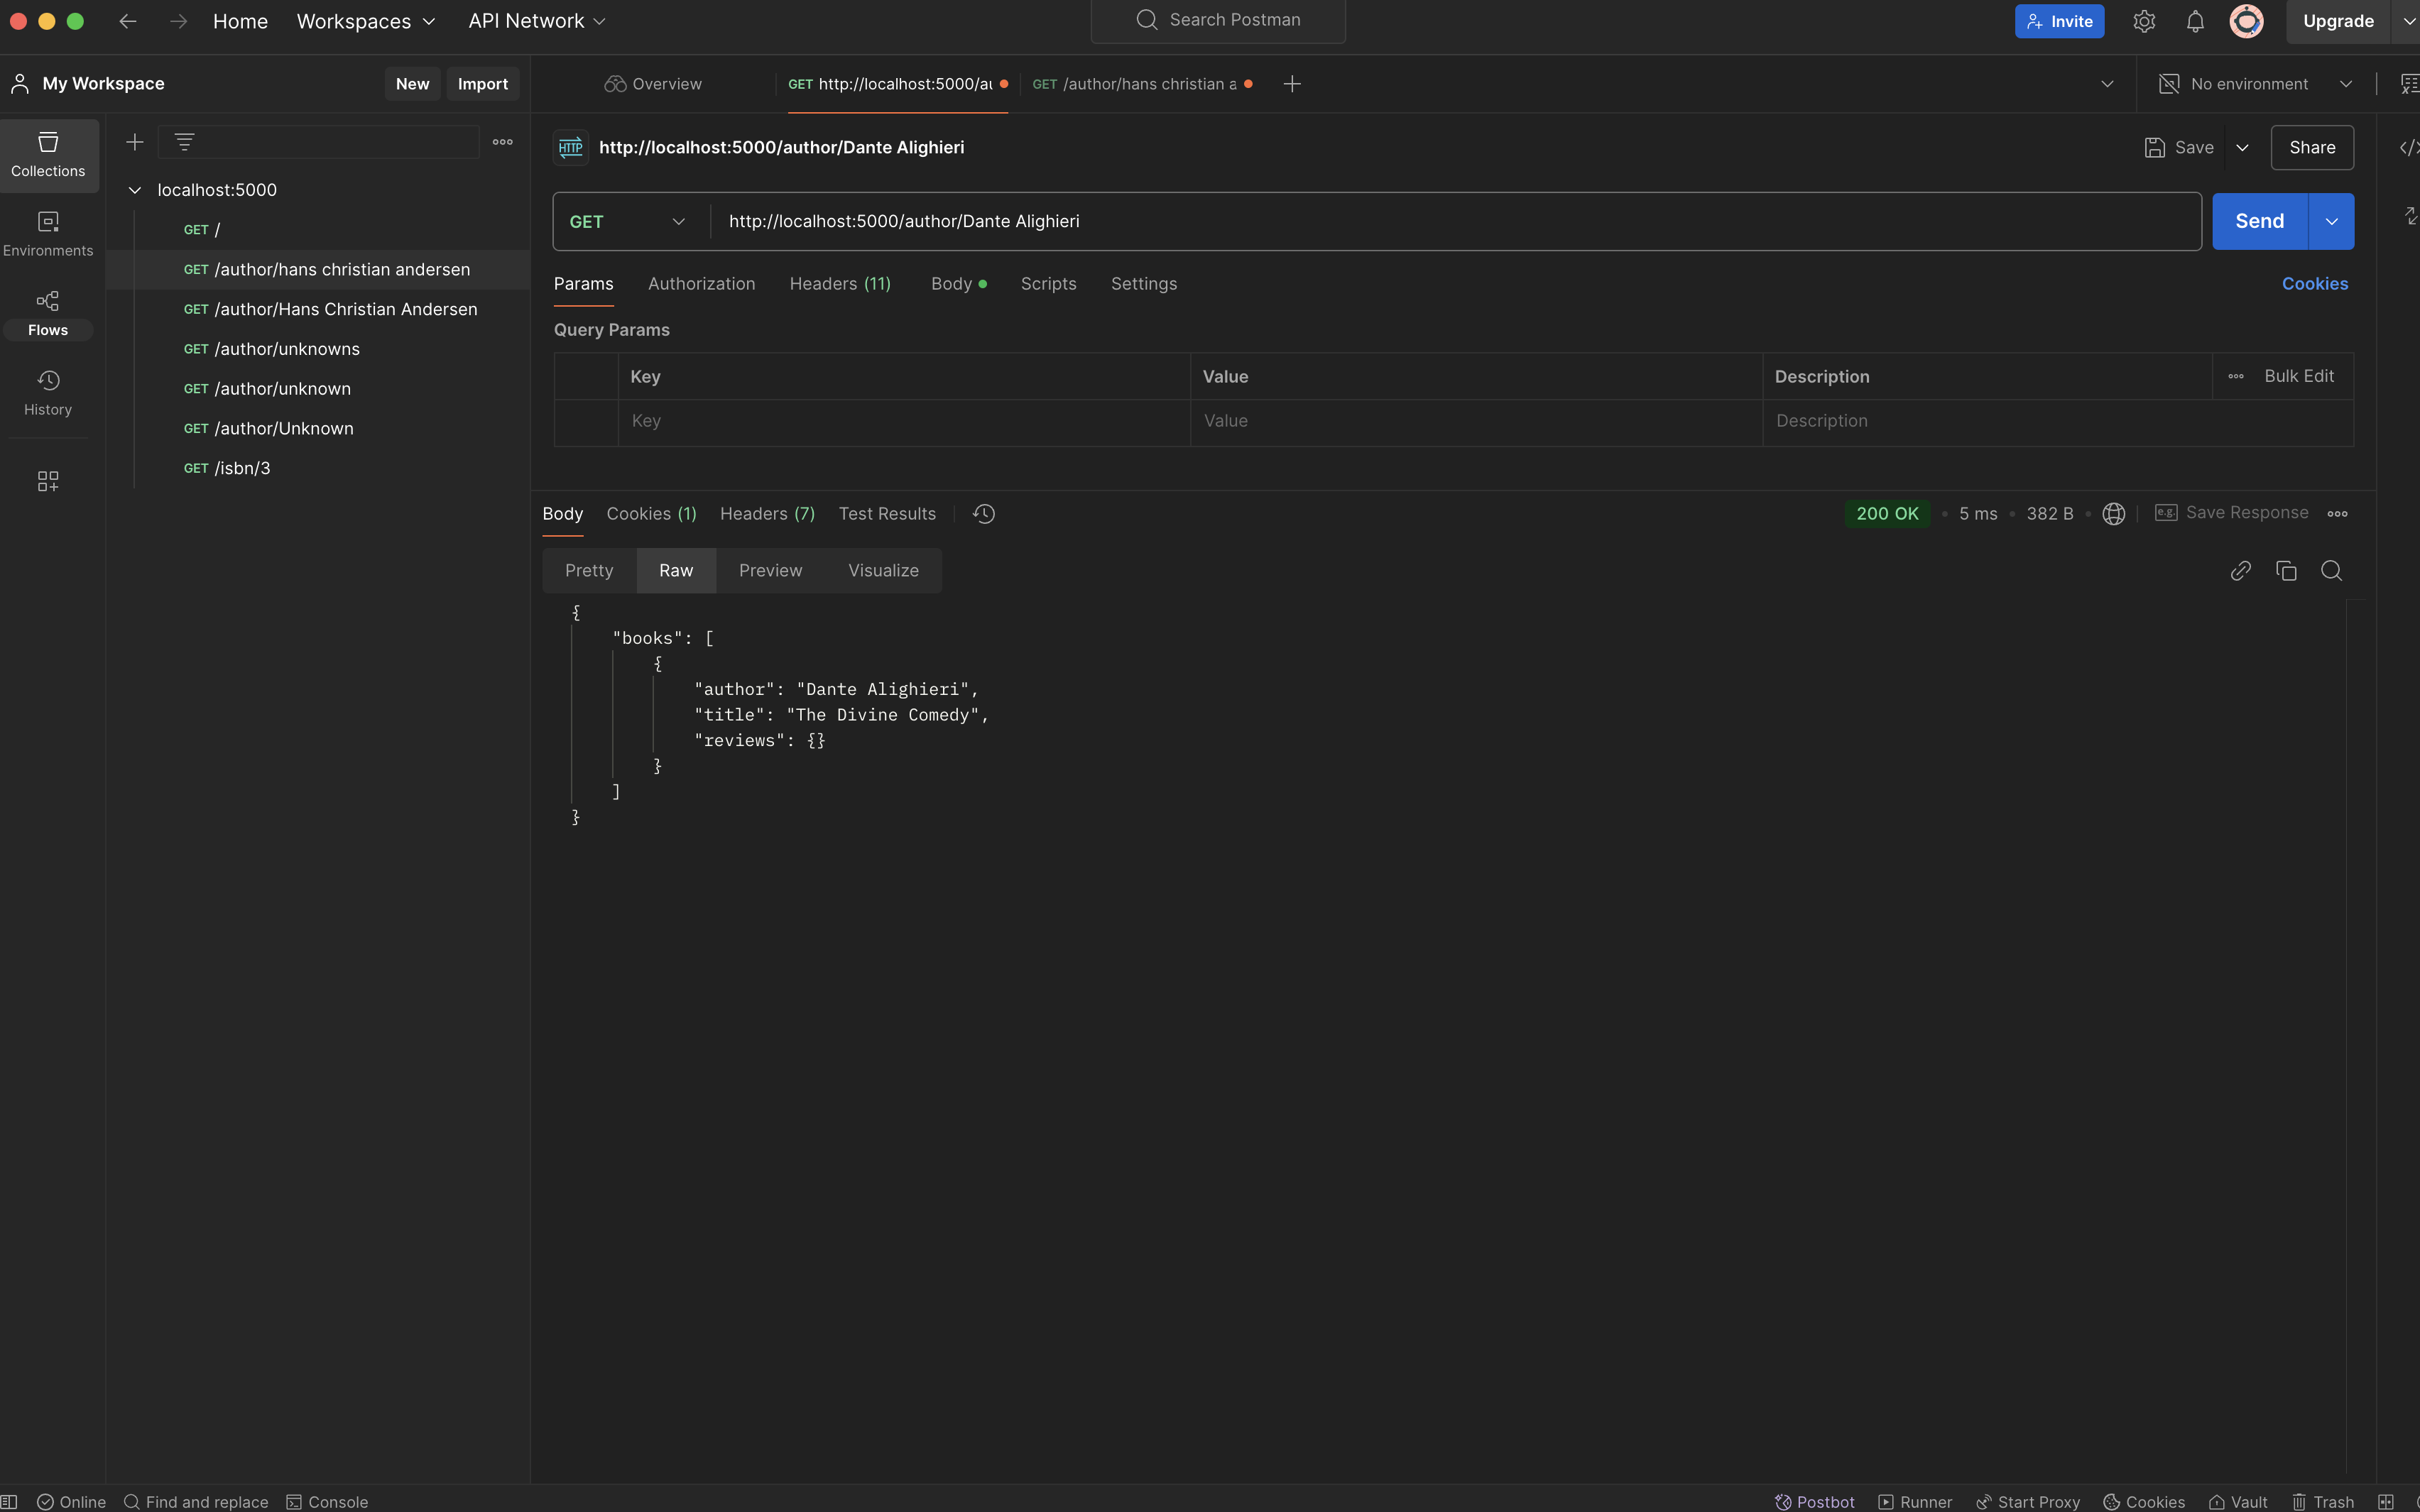 Home Workspaces API Network Search Postman Invite Upgrade
My Workspace New Import Overview GET http://localhost:5000/au GET /author/hans christian a No environment
Collections
Environments
Flows
History
localhost:5000
GET /
GET /author/hans christian andersen
GET /author/Hans Christian Andersen
GET /author/unknowns
GET /author/unknown
GET /author/Unknown
GET /isbn/3
HTTP http://localhost:5000/author/Dante Alighieri Save Share
GET http://localhost:5000/author/Dante Alighieri Send
Params Authorization Headers (11) Body Scripts Settings Cookies
Query Params
Key Value Description Bulk Edit
Key Value Description
Body Cookies (1) Headers (7) Test Results 200 OK • 5 ms • 382 B • e.g. Save Response
Pretty Raw Preview Visualize
{
"books": [
{
"author": "Dante Alighieri",
"title": "The Divine Comedy",
"reviews": {}
}
]
}
Online Find and replace Console Postbot Runner Start Proxy Cookies Vault Trash